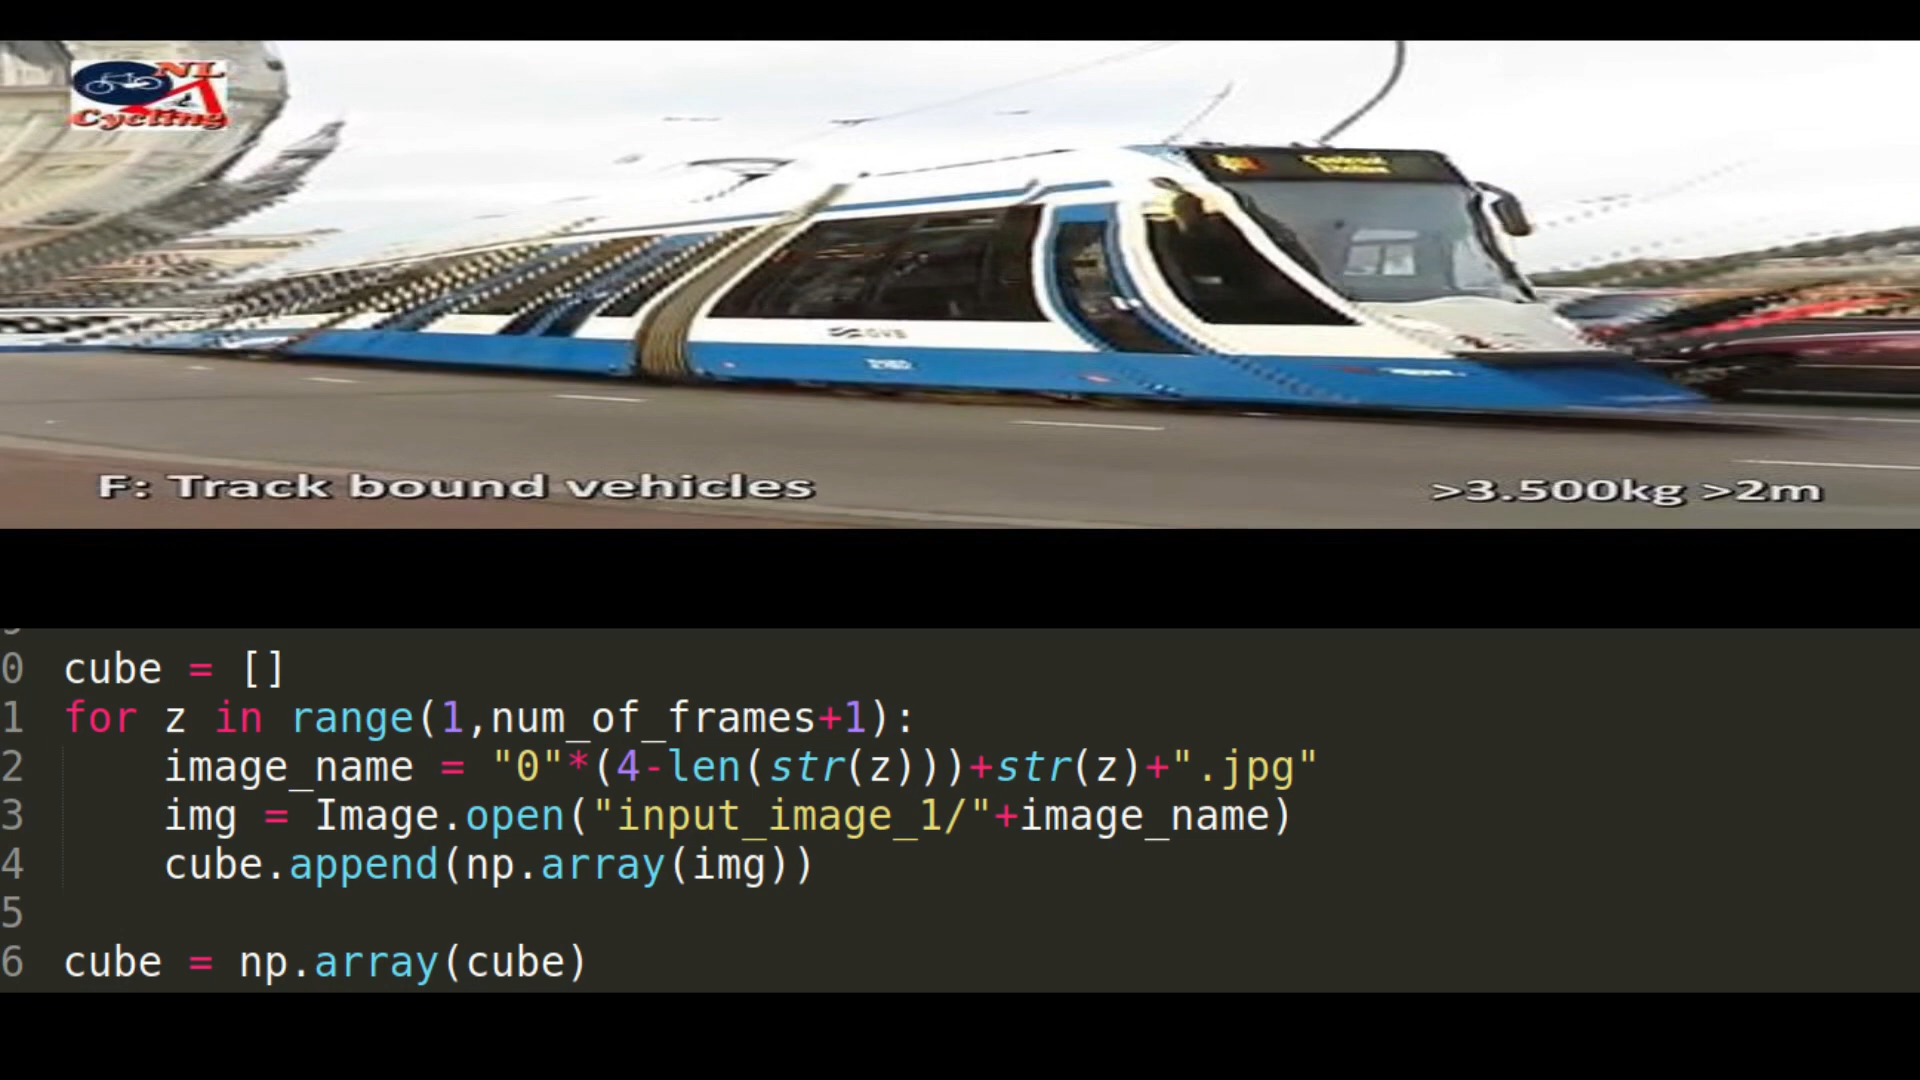 NL
Cycling
GVB
F: Track bound vehicles
>3.500kg >2m
0 cube = []
1 for z in range(1,num_of_frames+1):
2     image_name = "0"*(4-len(str(z)))+str(z)+".jpg"
3     img = Image.open("input_image_1/"+image_name)
4     cube.append(np.array(img))
5
6 cube = np.array(cube)